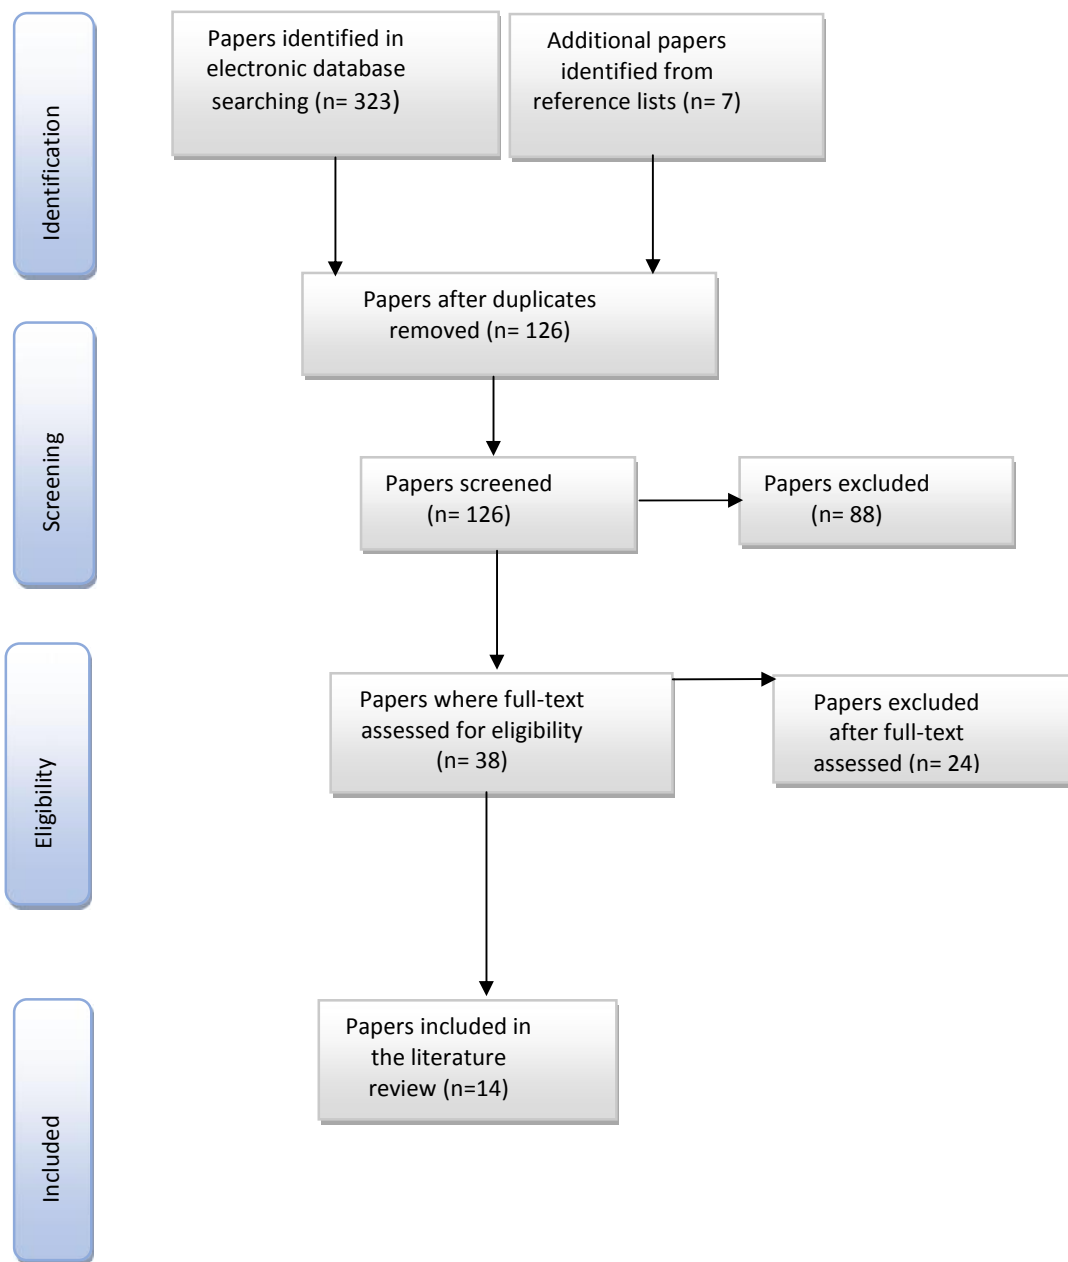 Identification
Papers identified in
electronic database
searching (n= 323)
Additional papers
identified from
reference lists (n= 7)
Papers after duplicates
removed (n= 126)
Screening
Papers screened
(n= 126)
Papers excluded
(n= 88)
Eligibility
Papers where full-text
assessed for eligibility
(n= 38)
Papers excluded
after full-text
assessed (n= 24)
Included
Papers included in
the literature
review (n=14)